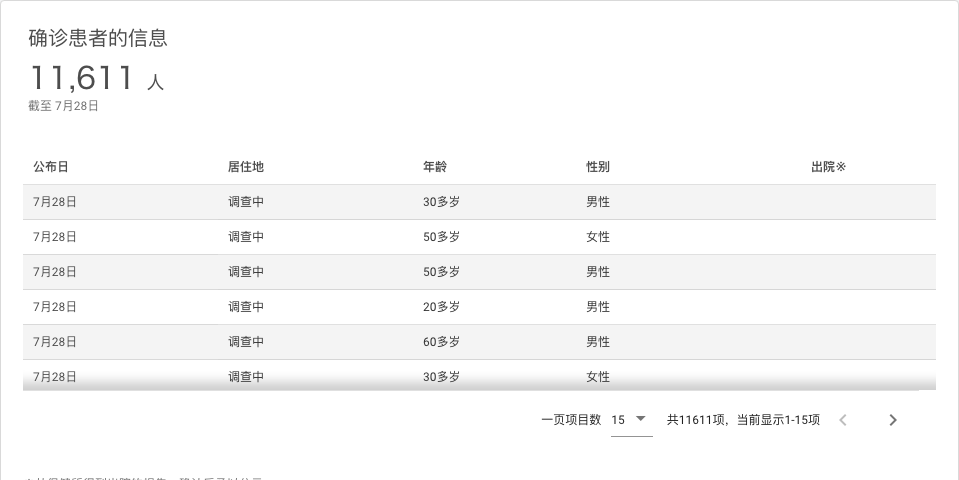 确诊患者的信息
11,611 人
截至 7月28日
公布日 居住地 年龄 性别 出院※
7月28日 调查中 30多岁 男性
7月28日 调查中 50多岁 女性
7月28日 调查中 50多岁 男性
7月28日 调查中 20多岁 男性
7月28日 调查中 60多岁 男性
7月28日 调查中 30多岁 女性
一页项目数 15 共11611项，当前显示1-15项